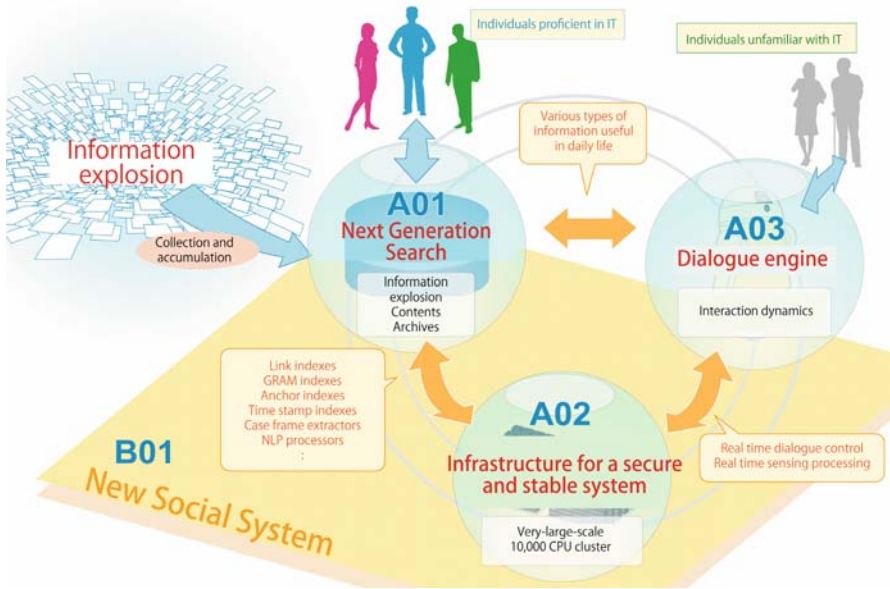 Individuals proficient in IT
Individuals unfamiliar with IT
Information
explosion
Collection and
accumulation
Various types of
information useful
in daily life
A01
Next Generation
Search
Information
explosion
Contents
Archives
A03
Dialogue engine
Interaction dynamics
Link indexes
GRAM indexes
Anchor indexes
Time stamp indexes
Case frame extractors
NLP processors
:
A02
Infrastructure for a secure
and stable system
Very-large-scale
10,000 CPU cluster
Real time dialogue control
Real time sensing processing
B01
New Social System